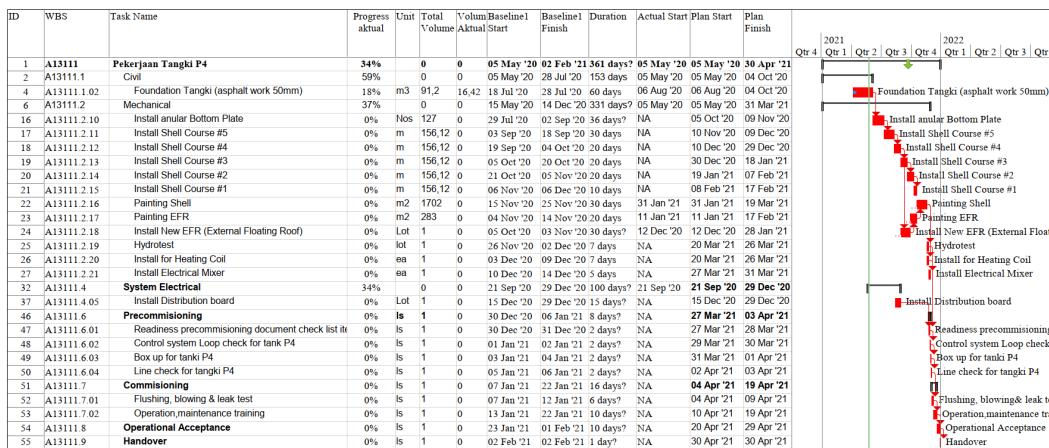 ID WBS Task Name Progress aktual Unit Total Volume Volum Aktual Baseline1 Start Baseline1 Finish Duration Actual Start Plan Start Plan Finish
2021 2022
Qtr 4 Qtr 1 Qtr 2 Qtr 3 Qtr 4 Qtr 1 Qtr 2 Qtr 3
1 A13111 Pekerjaan Tangki P4 34% 0 0 05 May '20 02 Feb '21 361 days? 05 May '20 05 May '20 30 Apr '21
2 A13111.1 Civil 59% 0 0 05 May '20 28 Jul '20 153 days 05 May '20 05 May '20 04 Oct '20
4 A13111.1.02 Foundation Tangki (asphalt work 50mm) 18% m3 91,2 16,42 18 Jul '20 28 Jul '20 60 days 06 Aug '20 06 Aug '20 04 Oct '20 Foundation Tangki (asphalt work 50mm)
6 A13111.2 Mechanical 37% 0 0 15 May '20 14 Dec '20 331 days? 05 May '20 05 May '20 31 Mar '21
16 A13111.2.10 Install anular Bottom Plate 0% Nos 127 0 29 Jul '20 02 Sep '20 36 days? NA 05 Oct '20 09 Nov '20 Install anular Bottom Plate
17 A13111.2.11 Install Shell Course #5 0% m 156,12 0 03 Sep '20 18 Sep '20 30 days NA 10 Nov '20 09 Dec '20 Install Shell Course #5
18 A13111.2.12 Install Shell Course #4 0% m 156,12 0 19 Sep '20 04 Oct '20 20 days NA 10 Dec '20 29 Dec '20 Install Shell Course #4
19 A13111.2.13 Install Shell Course #3 0% m 156,12 0 05 Oct '20 20 Oct '20 20 days NA 30 Dec '20 18 Jan '21 Install Shell Course #3
20 A13111.2.14 Install Shell Course #2 0% m 156,12 0 21 Oct '20 05 Nov '20 20 days NA 19 Jan '21 07 Feb '21 Install Shell Course #2
21 A13111.2.15 Install Shell Course #1 0% m 156,12 0 06 Nov '20 06 Dec '20 10 days NA 08 Feb '21 17 Feb '21 Install Shell Course #1
22 A13111.2.16 Painting Shell 0% m2 1702 0 15 Nov '20 25 Nov '20 30 days 31 Jan '21 31 Jan '21 19 Mar '21 Painting Shell
23 A13111.2.17 Painting EFR 0% m2 283 0 04 Nov '20 14 Nov '20 20 days 11 Jan '21 11 Jan '21 17 Feb '21 Painting EFR
24 A13111.2.18 Install New EFR (External Floating Roof) 0% Lot 1 0 05 Oct '20 03 Nov '20 30 days? 12 Dec '20 12 Dec '20 28 Jan '21 Install New EFR (External Float
25 A13111.2.19 Hydrotest 0% lot 1 0 26 Nov '20 02 Dec '20 7 days NA 20 Mar '21 26 Mar '21 Hydrotest
26 A13111.2.20 Install for Heating Coil 0% ea 1 0 03 Dec '20 09 Dec '20 7 days NA 20 Mar '21 26 Mar '21 Install for Heating Coil
27 A13111.2.21 Install Electrical Mixer 0% ea 1 0 10 Dec '20 14 Dec '20 5 days NA 27 Mar '21 31 Mar '21 Install Electrical Mixer
32 A13111.4 System Electrical 34% 0 0 21 Sep '20 29 Dec '20 100 days? 21 Sep '20 21 Sep '20 29 Dec '20
37 A13111.4.05 Install Distribution board 0% Lot 1 0 15 Dec '20 29 Dec '20 15 days? NA 15 Dec '20 29 Dec '20 Install Distribution board
46 A13111.6 Precommisioning 0% ls 1 0 30 Dec '20 06 Jan '21 8 days? NA 27 Mar '21 03 Apr '21
47 A13111.6.01 Readiness precommisioning document check list ite 0% ls 1 0 30 Dec '20 31 Dec '20 2 days? NA 27 Mar '21 28 Mar '21 Readiness precommisioning
48 A13111.6.02 Control system Loop check for tank P4 0% ls 1 0 01 Jan '21 02 Jan '21 2 days? NA 29 Mar '21 30 Mar '21 Control system Loop check fo
49 A13111.6.03 Box up for tanki P4 0% ls 1 0 03 Jan '21 04 Jan '21 2 days? NA 31 Mar '21 01 Apr '21 Box up for tanki P4
50 A13111.6.04 Line check for tangki P4 0% ls 1 0 05 Jan '21 06 Jan '21 2 days? NA 02 Apr '21 03 Apr '21 Line check for tangki P4
51 A13111.7 Commisioning 0% ls 1 0 07 Jan '21 22 Jan '21 16 days? NA 04 Apr '21 19 Apr '21
52 A13111.7.01 Flushing, blowing& leak test 0% ls 1 0 07 Jan '21 12 Jan '21 6 days? NA 04 Apr '21 09 Apr '21 Flushing, blowing& leak te
53 A13111.7.02 Operation,maintenance training 0% ls 1 0 13 Jan '21 22 Jan '21 10 days? NA 10 Apr '21 19 Apr '21 Operation,maintenance tra
54 A13111.8 Operational Acceptance 0% ls 1 0 23 Jan '21 01 Feb '21 10 days? NA 20 Apr '21 29 Apr '21 Operational Acceptance
55 A13111.9 Handover 0% ls 1 0 02 Feb '21 02 Feb '21 1 day? NA 30 Apr '21 30 Apr '21 Handover